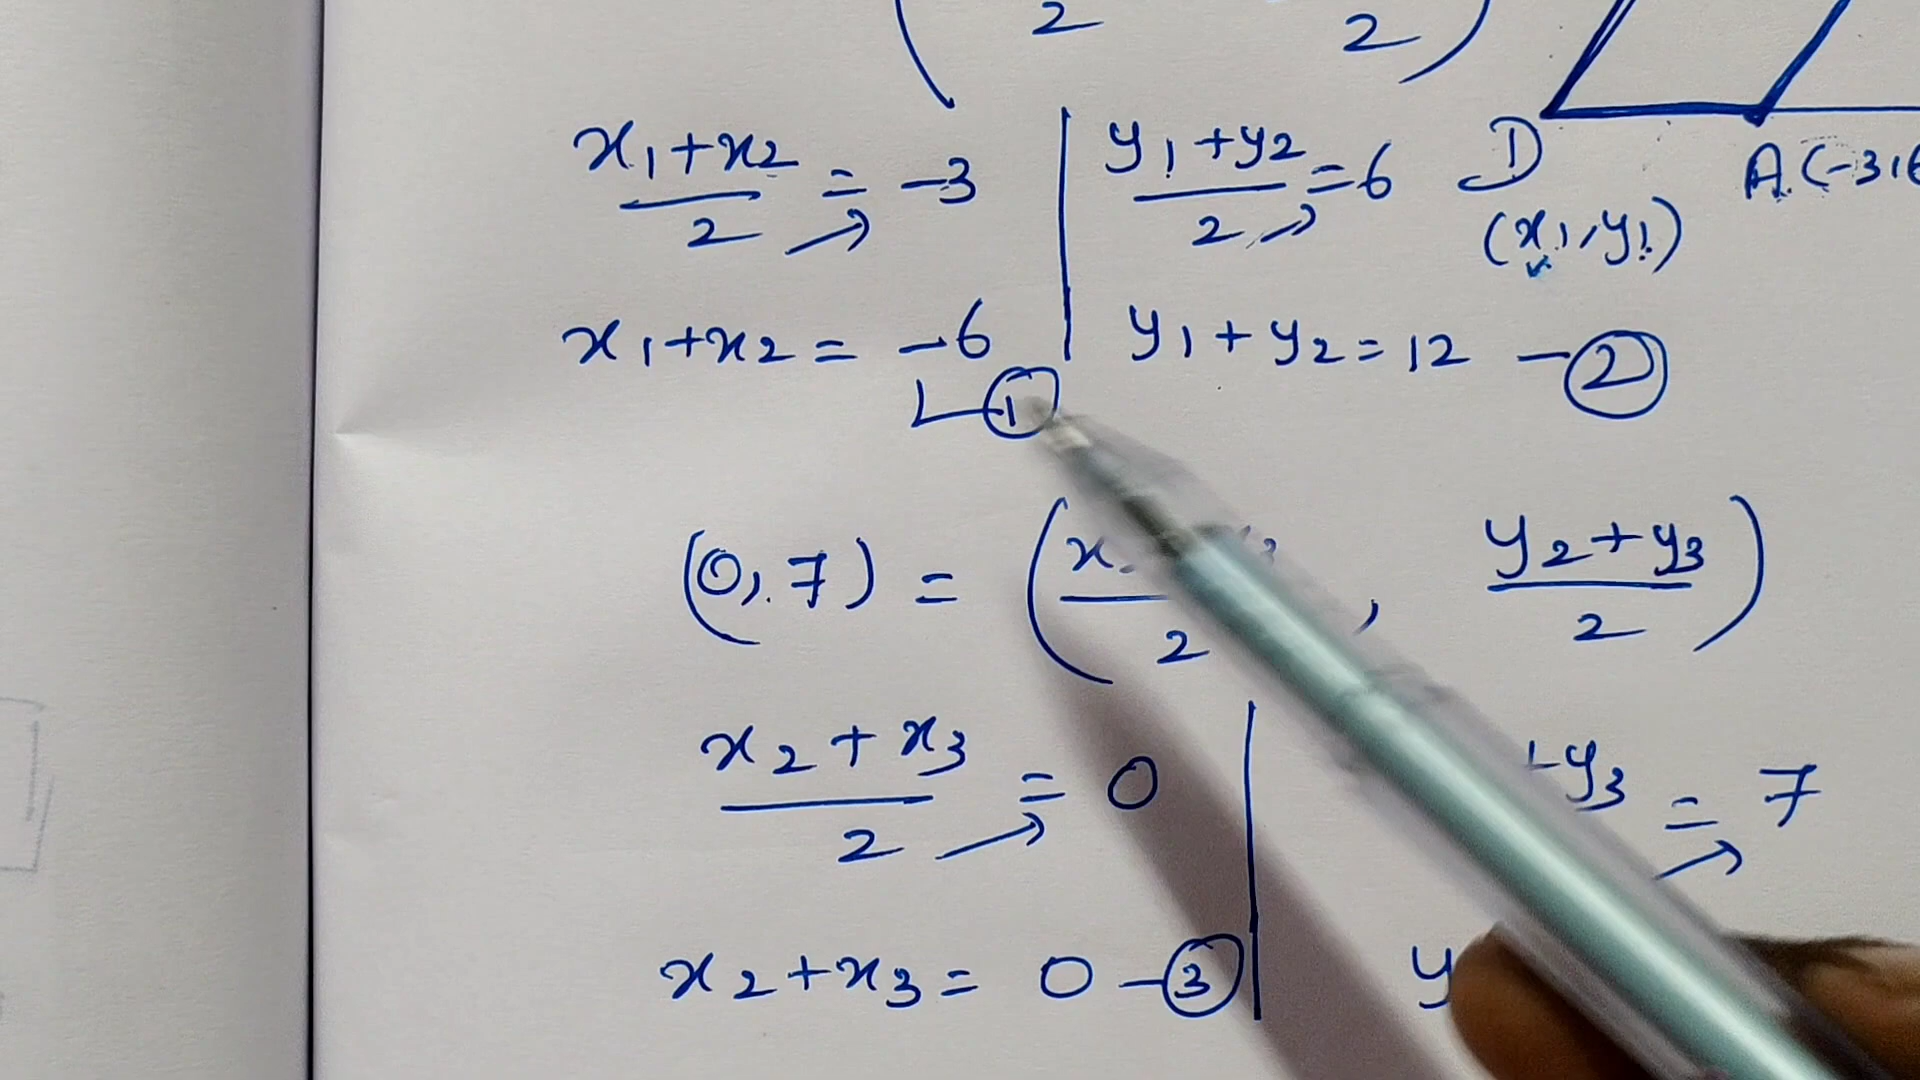 2 2
x₁+x₂/2 = -3 | y₁+y₂/2 = 6 D A(-3,6
(x₁,y₁)
x₁+x₂ = -6 | y₁+y₂ = 12 - ②
①
(0,7) = (x /2 , y₂+y₃/2)
x₂+x₃/2 = 0 | +y₃ = 7
x₂+x₃ = 0 - ③ | y